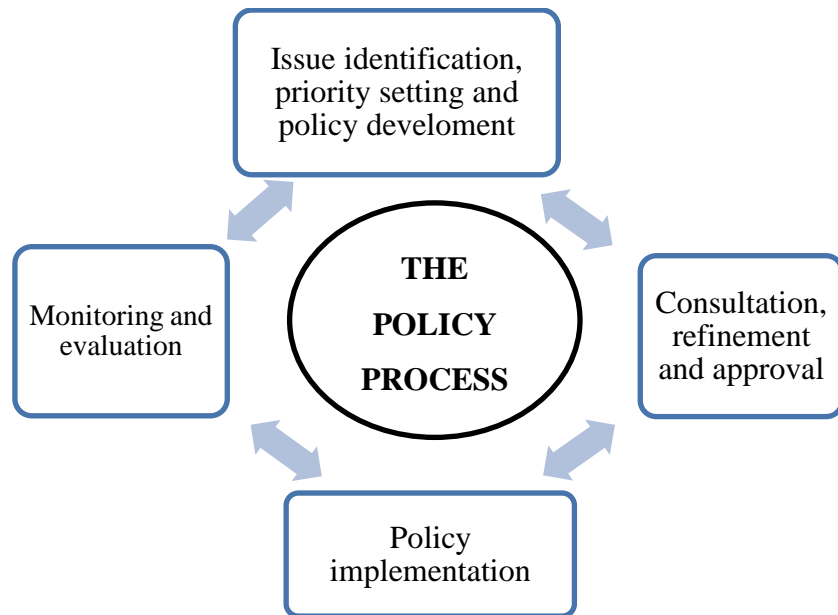 Issue identification,
priority setting and
policy develoment
THE
POLICY
PROCESS
Monitoring and
evaluation
Consultation,
refinement
and approval
Policy
implementation